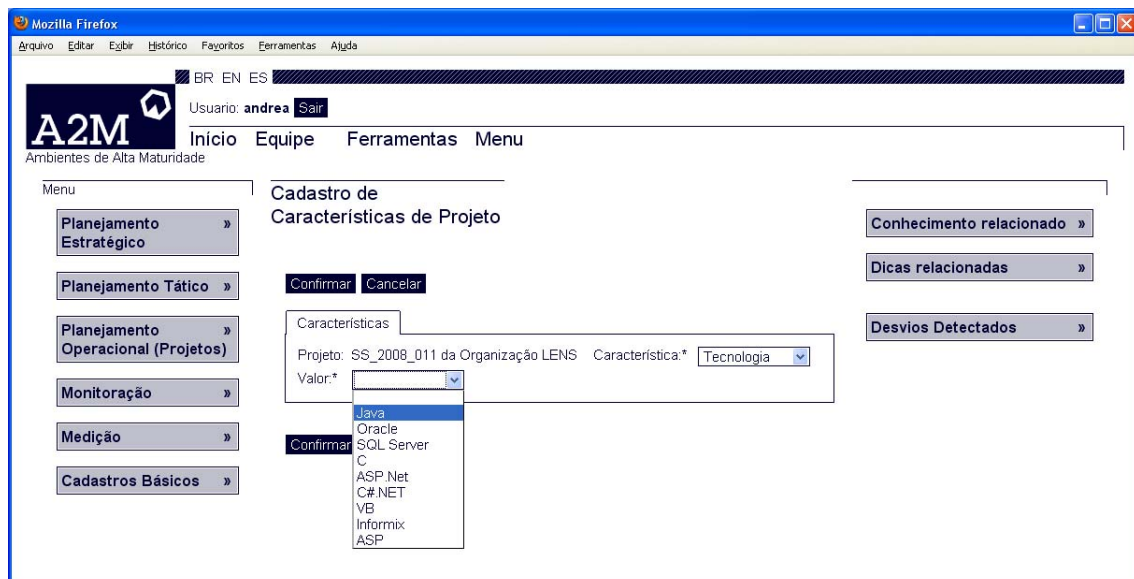 Mozilla Firefox
Arquivo Editar Exibir Histórico Favoritos Ferramentas Ajuda
BR EN ES
Usuario: andrea Sair
A2M
Início Equipe Ferramentas Menu
Ambientes de Alta Maturidade
Menu
Planejamento »
Estratégico
Planejamento Tático »
Planejamento »
Operacional (Projetos)
Monitoração »
Medição »
Cadastros Básicos »
Cadastro de
Características de Projeto
Confirmar Cancelar
Características
Projeto: SS_2008_011 da Organização LENS Característica:* Tecnologia
Valor:*
Java
Oracle
SQL Server
C
ASP.Net
C#.NET
VB
Informix
ASP
Confirmar
Conhecimento relacionado »
Dicas relacionadas »
Desvios Detectados »